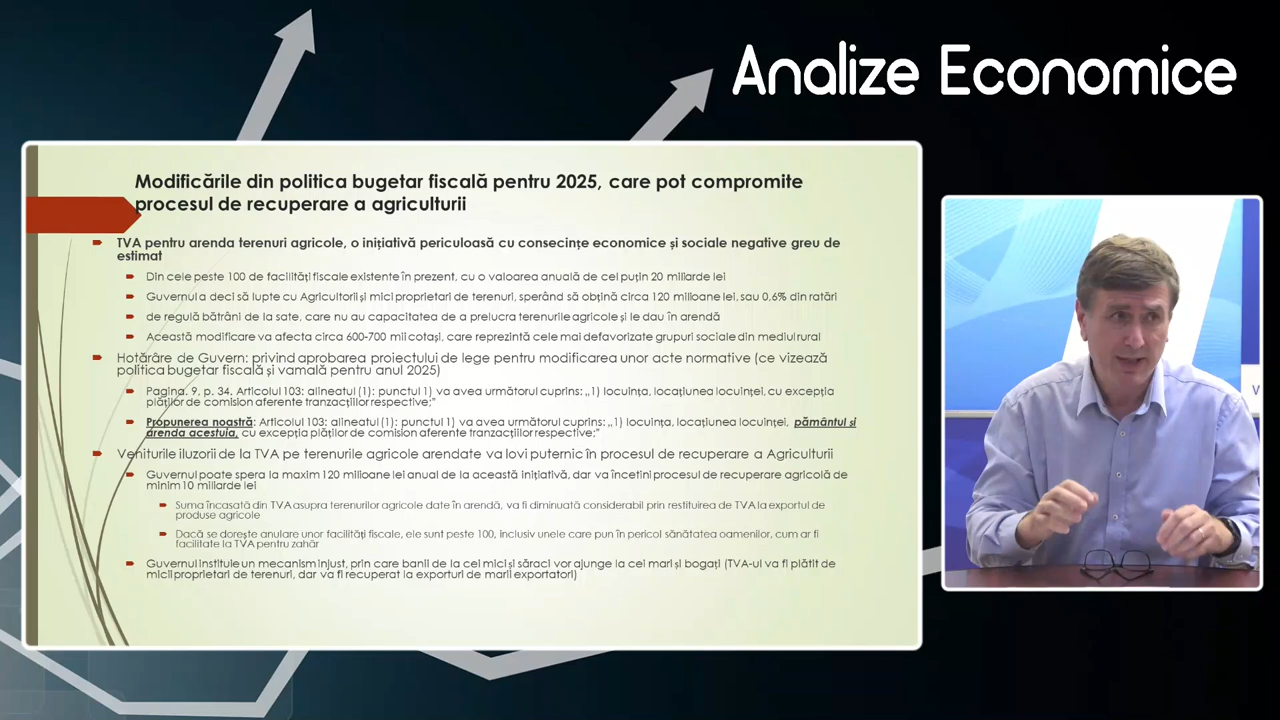 Analize Economice
Modificările din politica bugetar fiscală pentru 2025, care pot compromite
procesul de recuperare a agriculturii
TVA pentru arenda terenuri agricole, o inițiativă periculoasă cu consecințe economice și sociale negative greu de
estimat
Din cele peste 100 de facilități fiscale existente în prezent, cu o valoarea anuală de cel puțin 20 miliarde lei
Guvernul a deci să lupte cu Agricultorii și mici proprietari de terenuri, sperând să obțină circa 120 milioane lei, sau 0,6% din ratări
de regulă bătrâni de la sate, care nu au capacitatea de a prelucra terenurile agricole și le dau în arendă
Această modificare va afecta circa 600-700 mii cotași, care reprezintă cele mai defavorizate grupuri sociale din mediul rural
Hotărâre de Guvern: privind aprobarea proiectului de lege pentru modificarea unor acte normative (ce vizează
politica bugetar fiscală și vamală pentru anul 2025)
Pagina. 9, p. 34. Articolul 103: alineatul (1): punctul 1) va avea următorul cuprins: „1) locuința, locațiunea locuinței, cu excepția
plăților de comision aferente tranzacțiilor respective;”
Propunerea noastră: Articolul 103: alineatul (1): punctul 1) va avea următorul cuprins: „1) locuința, locațiunea locuinței, pământul și
arenda acestuia, cu excepția plăților de comision aferente tranzacțiilor respective;”
Veniturile iluzorii de la TVA pe terenurile agricole arendate va lovi puternic în procesul de recuperare a Agriculturii
Guvernul poate spera la maxim 120 milioane lei anual de la această inițiativă, dar va încetini procesul de recuperare agricolă de
minim 10 miliarde lei
Suma încasată din TVA asupra terenurilor agricole date în arendă, va fi diminuată considerabil prin restituirea de TVA la exportul de
produse agricole
Dacă se dorește anulare unor facilități fiscale, ele sunt peste 100, inclusiv unele care pun în pericol sănătatea oamenilor, cum ar fi
facilitate la TVA pentru zahăr
Guvernul institule un mecanism injust, prin care banii de la cel mici și săraci vor ajunge la cei mari și bogați (TVA-ul va fi plătit de
micii proprietari de terenuri, dar va fi recuperat la exporturi de marii exportatori)
V